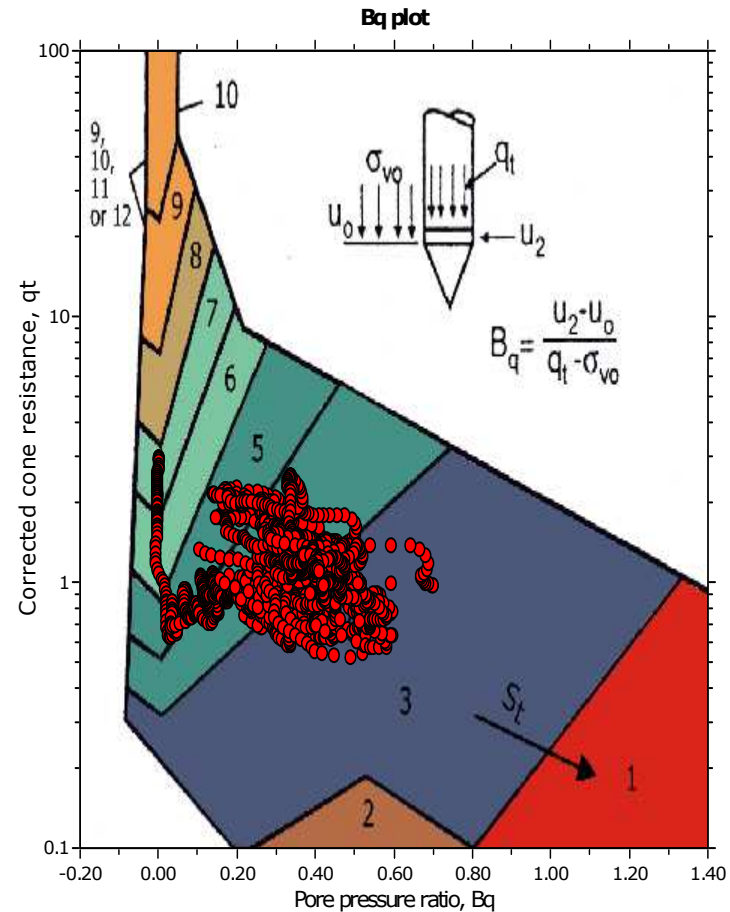 Bq plot
100
10
1
0.1
Corrected cone resistance, qt
10
9,
10,
11
or 12
9
8
7
6
5
3
2
1
σvo
qt
uo
u2
Bq= u2-uo
qt-σvo
St
-0.20 0.00 0.20 0.40 0.60 0.80 1.00 1.20 1.40
Pore pressure ratio, Bq